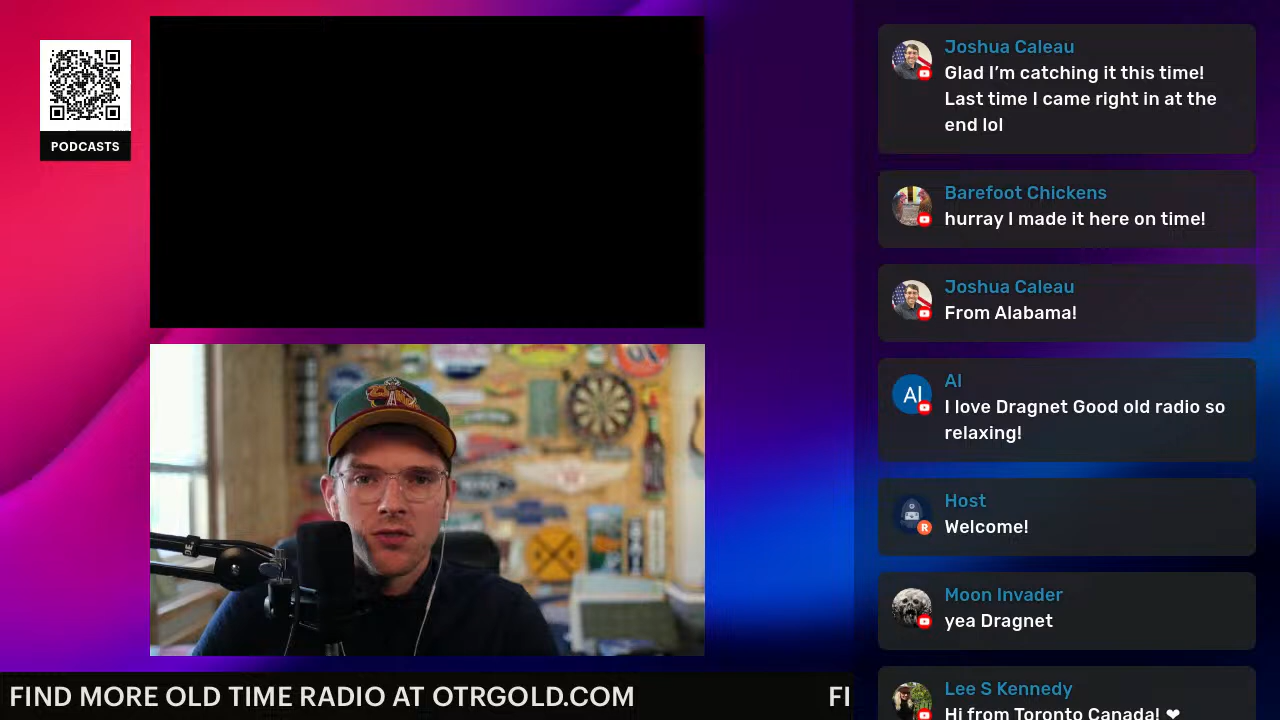 PODCASTS
FIND MORE OLD TIME RADIO AT OTRGOLD.COM
FI
Joshua Caleau
Glad I’m catching it this time!
Last time I came right in at the
end lol
Barefoot Chickens
hurray I made it here on time!
Joshua Caleau
From Alabama!
AI
AI
I love Dragnet Good old radio so
relaxing!
Host
R
Welcome!
Moon Invader
yea Dragnet
Lee S Kennedy
Hi from Toronto Canada! ❤